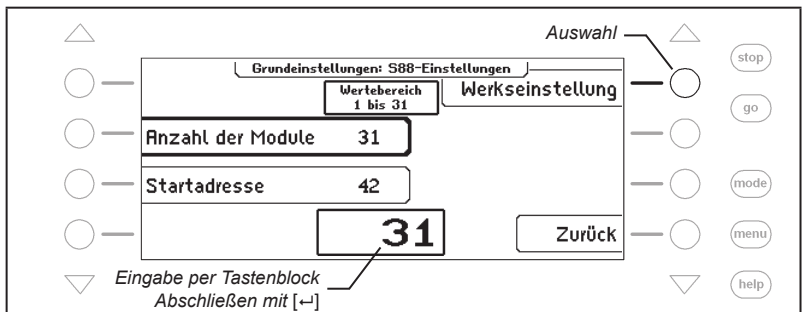 Auswahl
stop
Grundeinstellungen: S88-Einstellungen
Wertebereich
1 bis 31
Werkseinstellung
go
Anzahl der Module 31
Startadresse 42
mode
31
Zurück
menu
Eingabe per Tastenblock
Abschließen mit [↵]
help